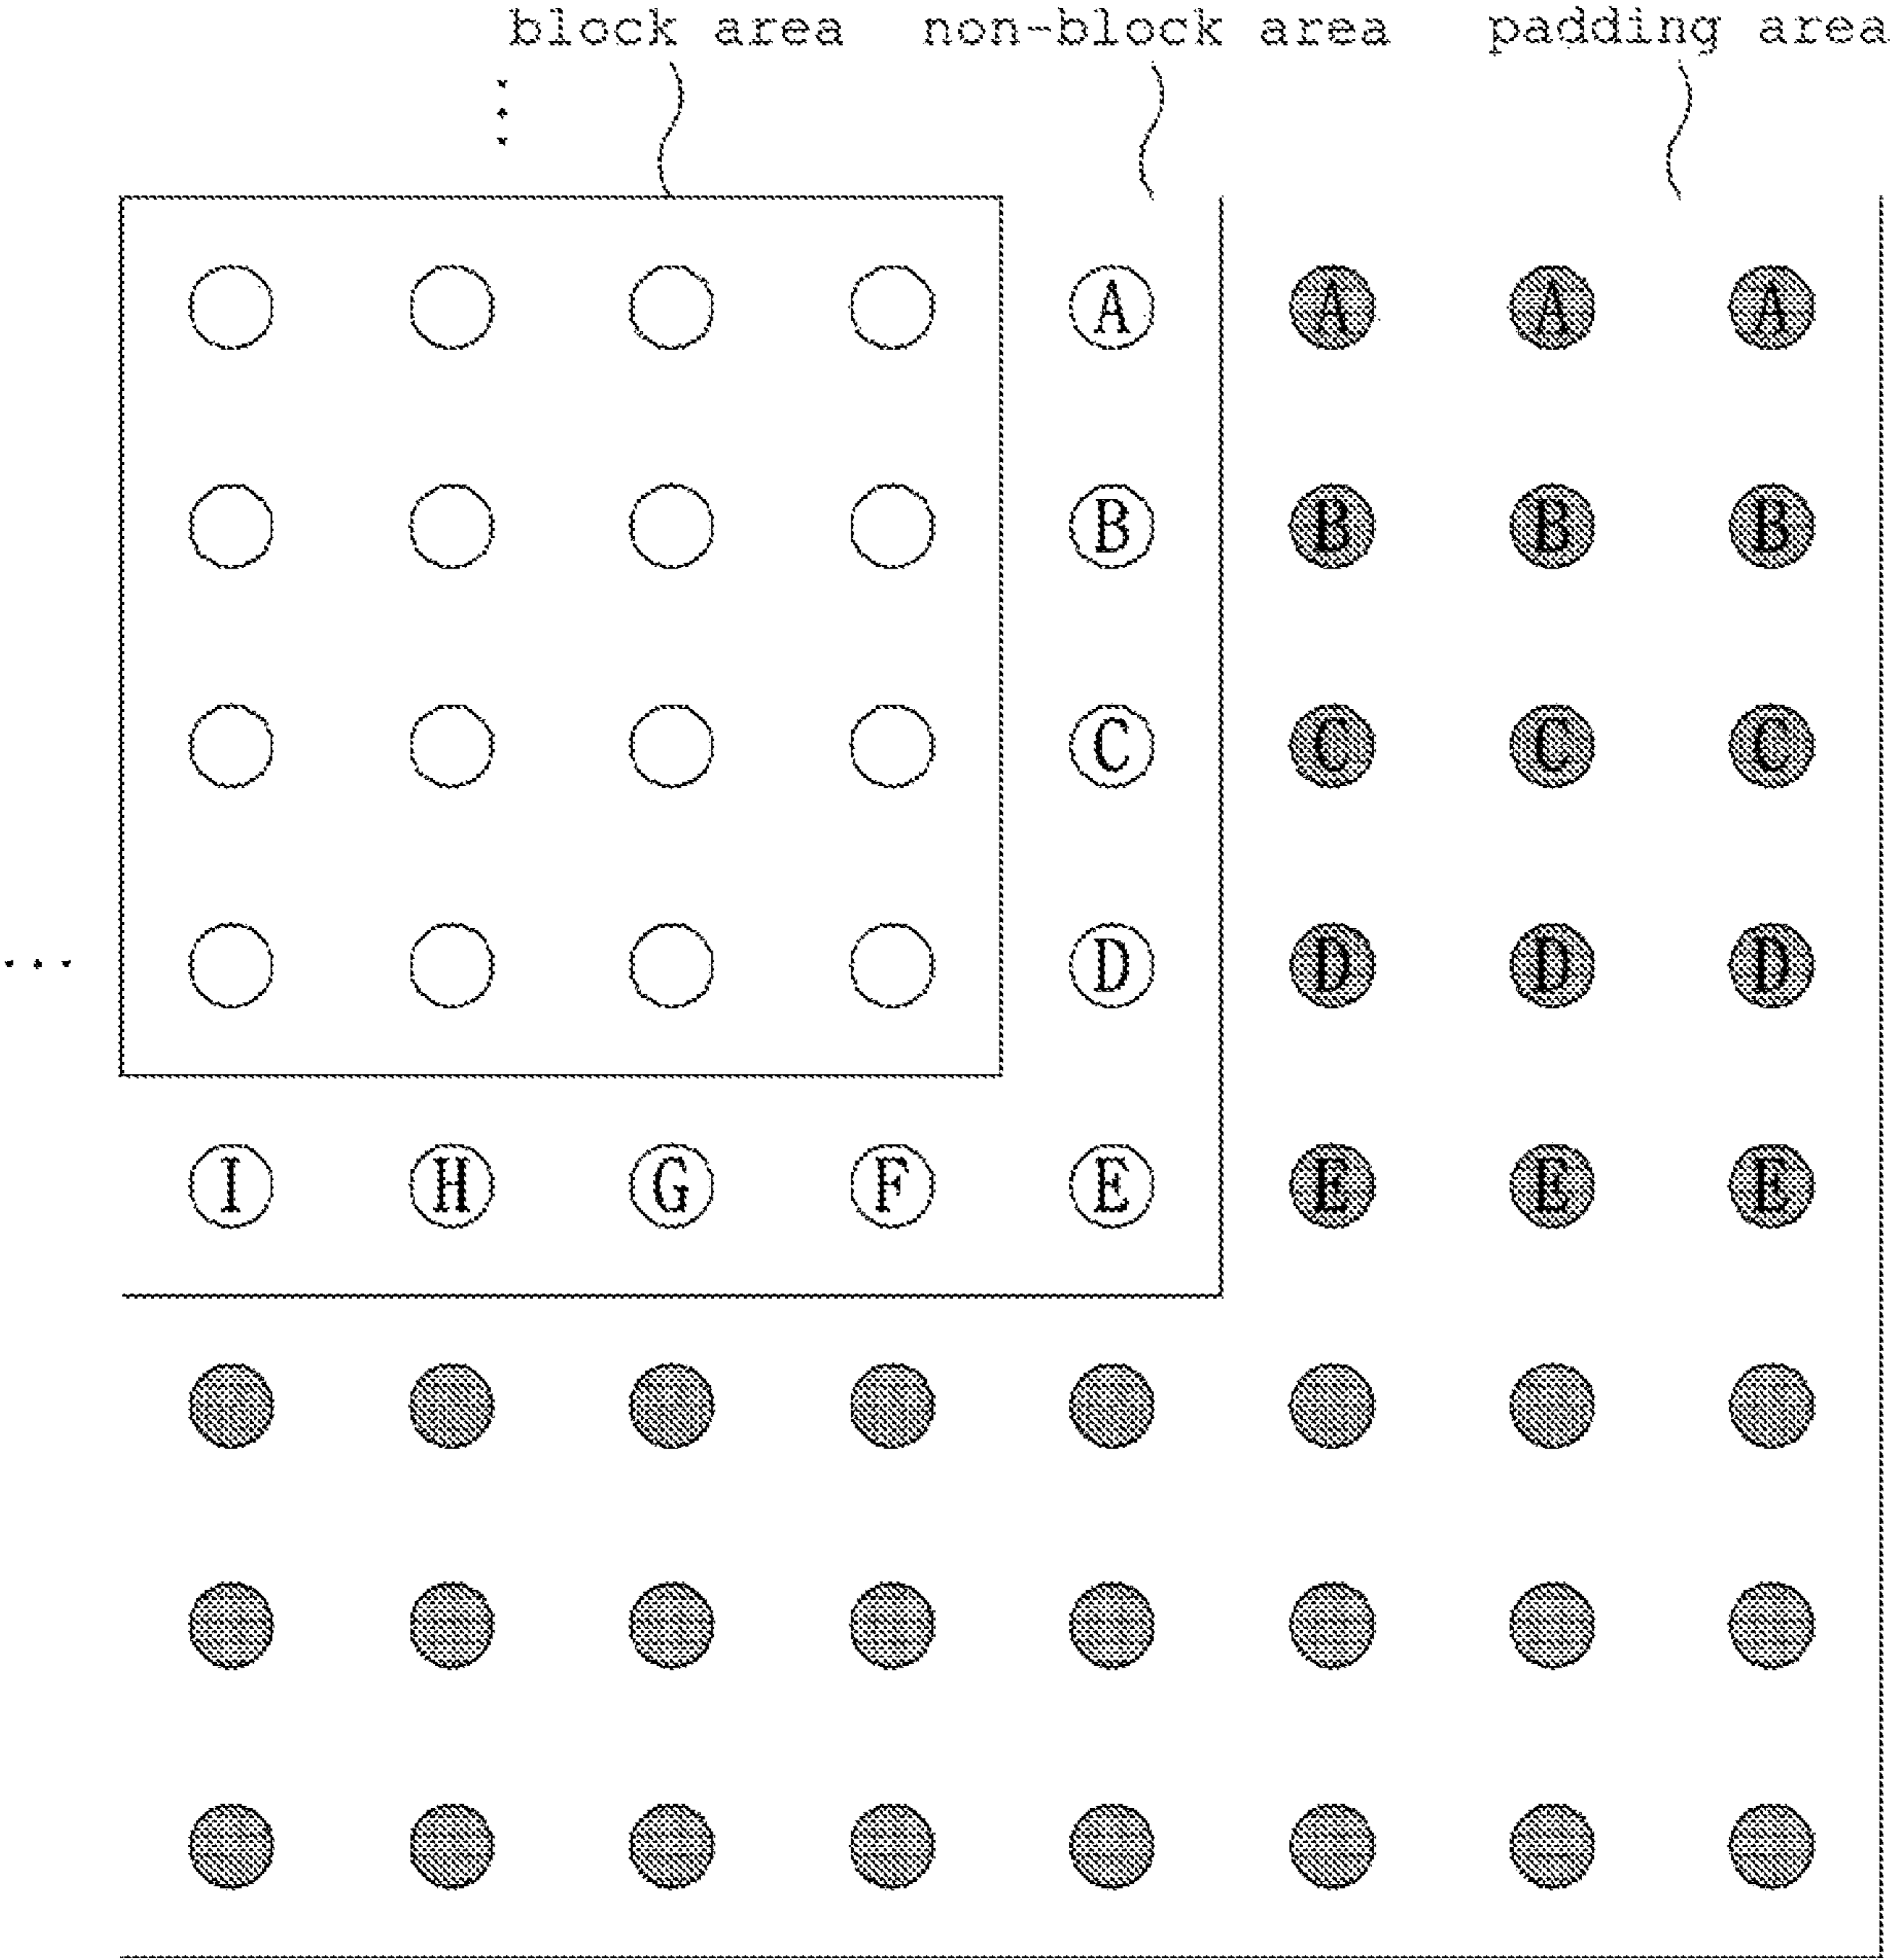 block area non-block area padding area
A A A A
B B B B
C C C C
D D D D
I H G F E E E E